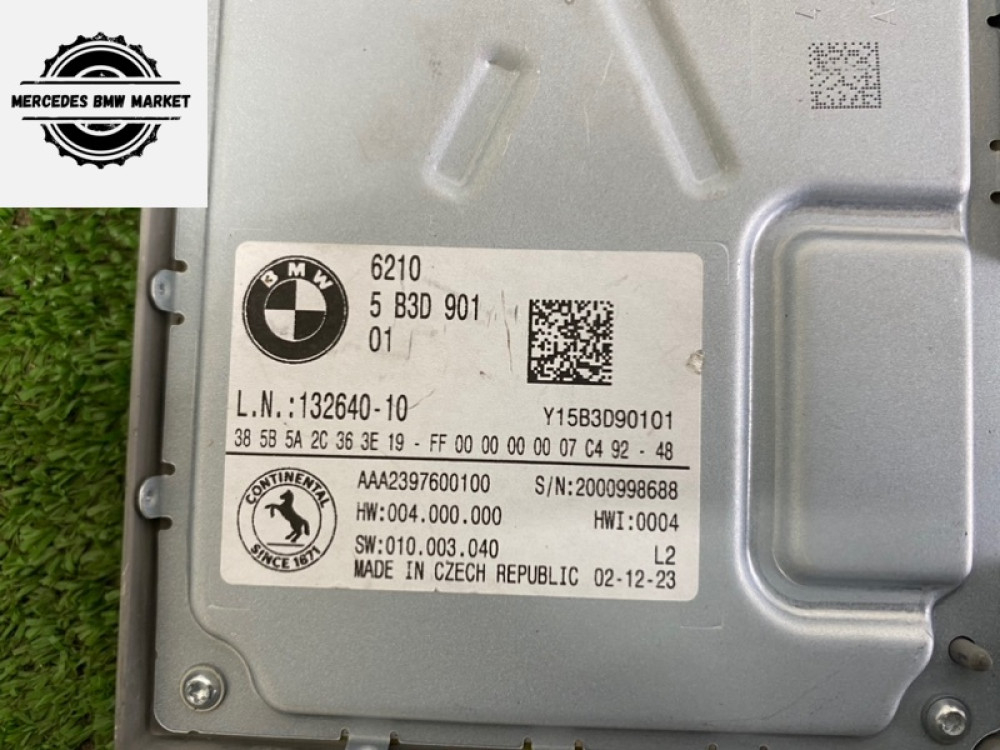 MERCEDES BMW MARKET
BMW
6210
5 B3D 901
01
L.N.:132640-10
Y15B3D90101
38 5B 5A 2C 36 3E 19 - FF 00 00 00 00 07 C4 92 - 48
CONTINENTAL
SINCE 1871
AAA2397600100
S/N:2000998688
HW:004.000.000
HWI:0004
SW:010.003.040
L2
MADE IN CZECH REPUBLIC 02-12-23